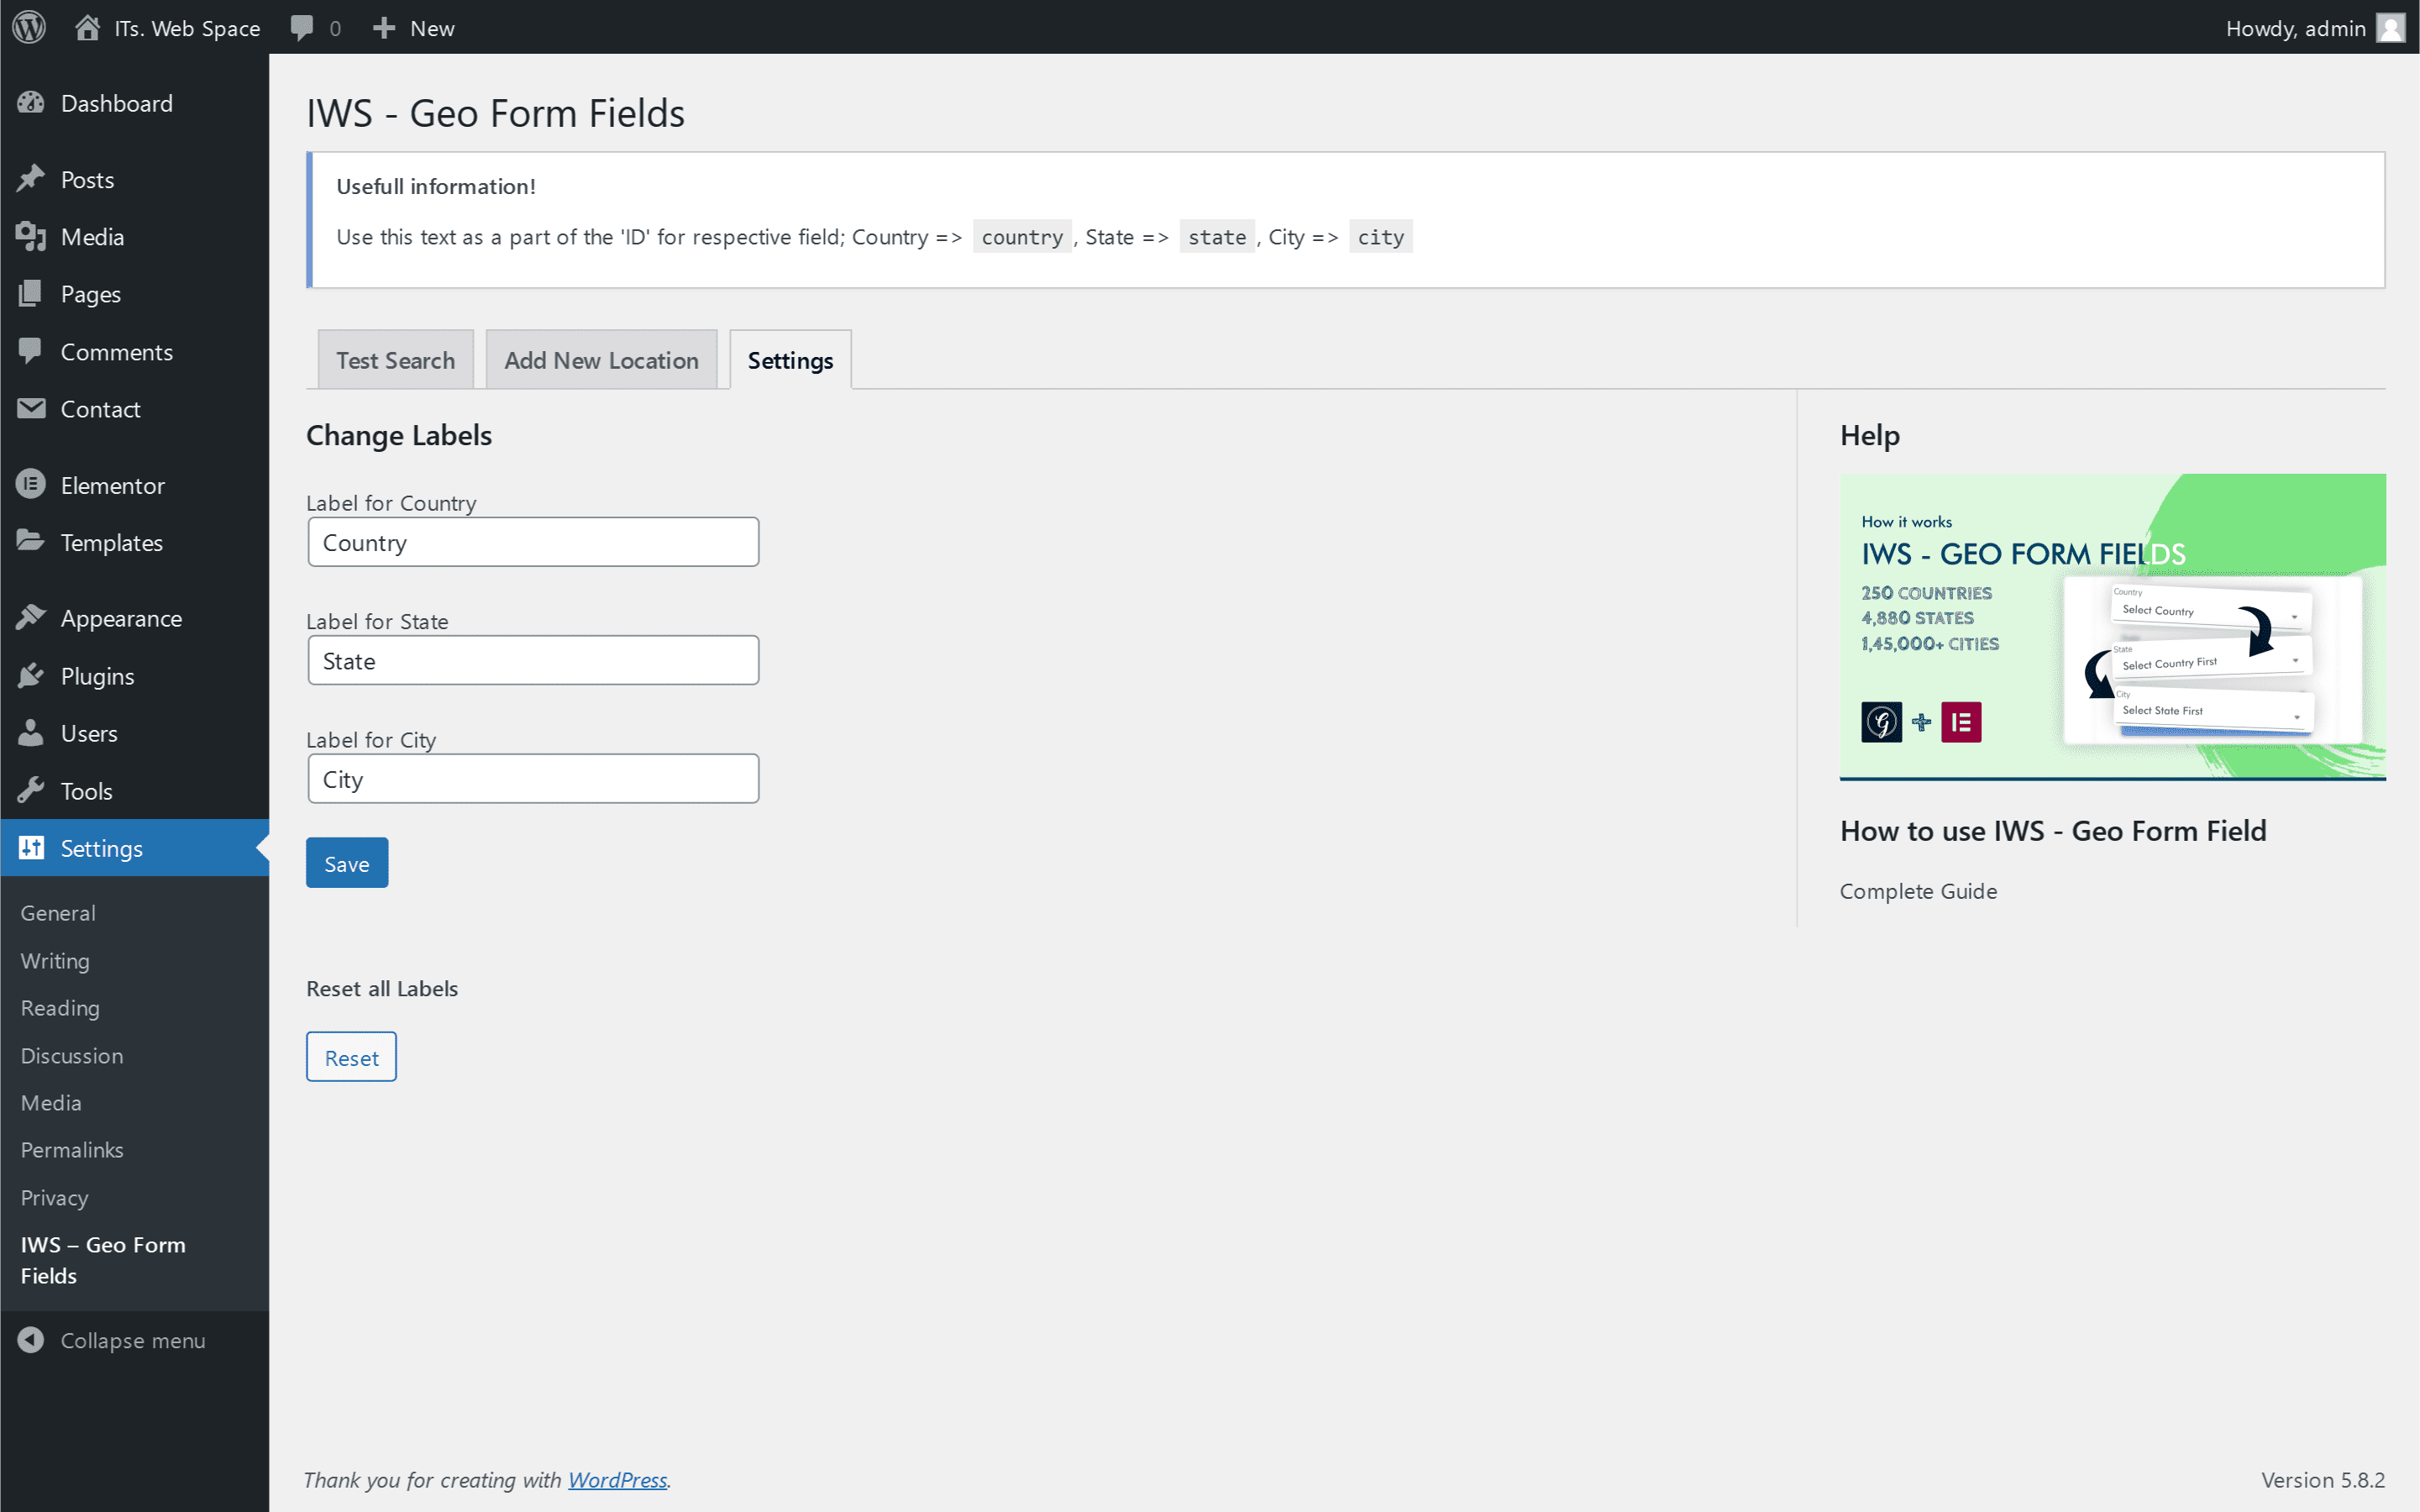 ITs. Web Space
0
New
Howdy, admin
Dashboard
Posts
Media
Pages
Comments
Contact
Elementor
Templates
Appearance
Plugins
Users
Tools
Settings
General
Writing
Reading
Discussion
Media
Permalinks
Privacy
IWS – Geo Form
Fields
Collapse menu
IWS - Geo Form Fields
Usefull information!
Use this text as a part of the 'ID' for respective field; Country => country , State => state , City => city
Test Search
Add New Location
Settings
Change Labels
Label for Country
Country
Label for State
State
Label for City
City
Save
Reset all Labels
Reset
Help
How it works
IWS - GEO FORM FIELDS
250 COUNTRIES
4,880 STATES
1,45,000+ CITIES
Country
Select Country
State
Select Country First
City
Select State First
How to use IWS - Geo Form Field
Complete Guide
Thank you for creating with WordPress.
Version 5.8.2